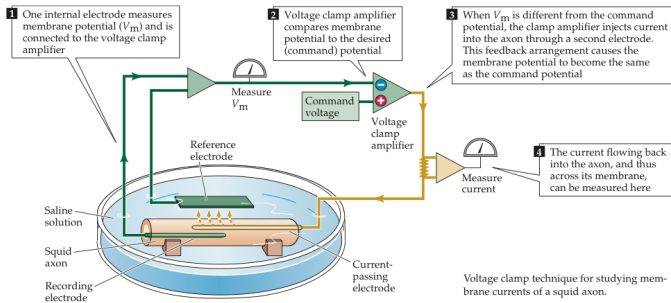 1 One internal electrode measures
membrane potential (Vm) and is
connected to the voltage clamp
amplifier
2 Voltage clamp amplifier
compares membrane
potential to the desired
(command) potential
3 When Vm is different from the command
potential, the clamp amplifier injects current
into the axon through a second electrode.
This feedback arrangement causes the
membrane potential to become the same
as the command potential
Measure
Vm
Command
voltage
−
+
Voltage
clamp
amplifier
Reference
electrode
Measure
current
4 The current flowing back
into the axon, and thus
across its membrane,
can be measured here
Saline
solution
Squid
axon
Recording
electrode
Current-
passing
electrode
Voltage clamp technique for studying mem-
brane currents of a squid axon.